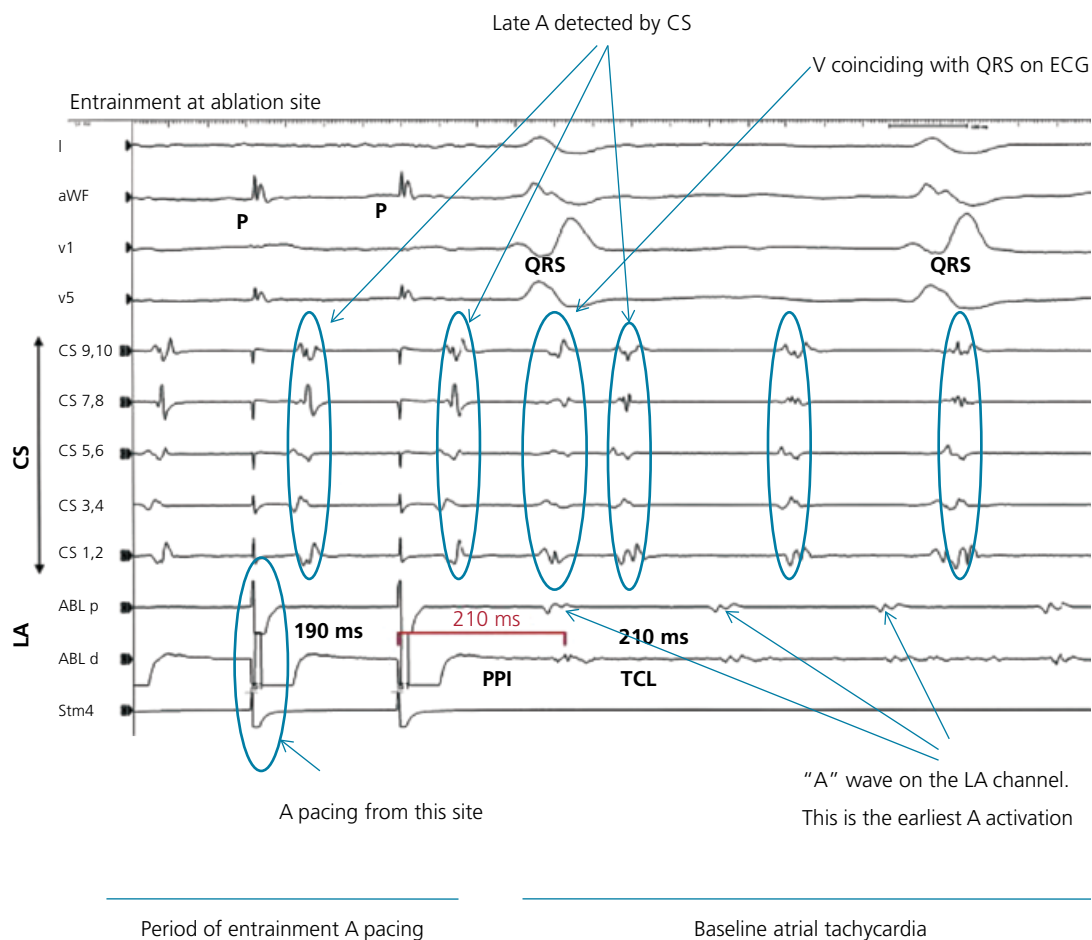 Late A detected by CS
V coinciding with QRS on ECG
Entrainment at ablation site
I
aWF
P
P
v1
QRS
QRS
v5
CS 9,10
CS 7,8
CS
CS 5,6
CS 3,4
CS 1,2
ABL p
LA
190 ms
210 ms
210 ms
ABL d
PPI
TCL
Stm4
"A" wave on the LA channel.
This is the earliest A activation
A pacing from this site
Period of entrainment A pacing
Baseline atrial tachycardia